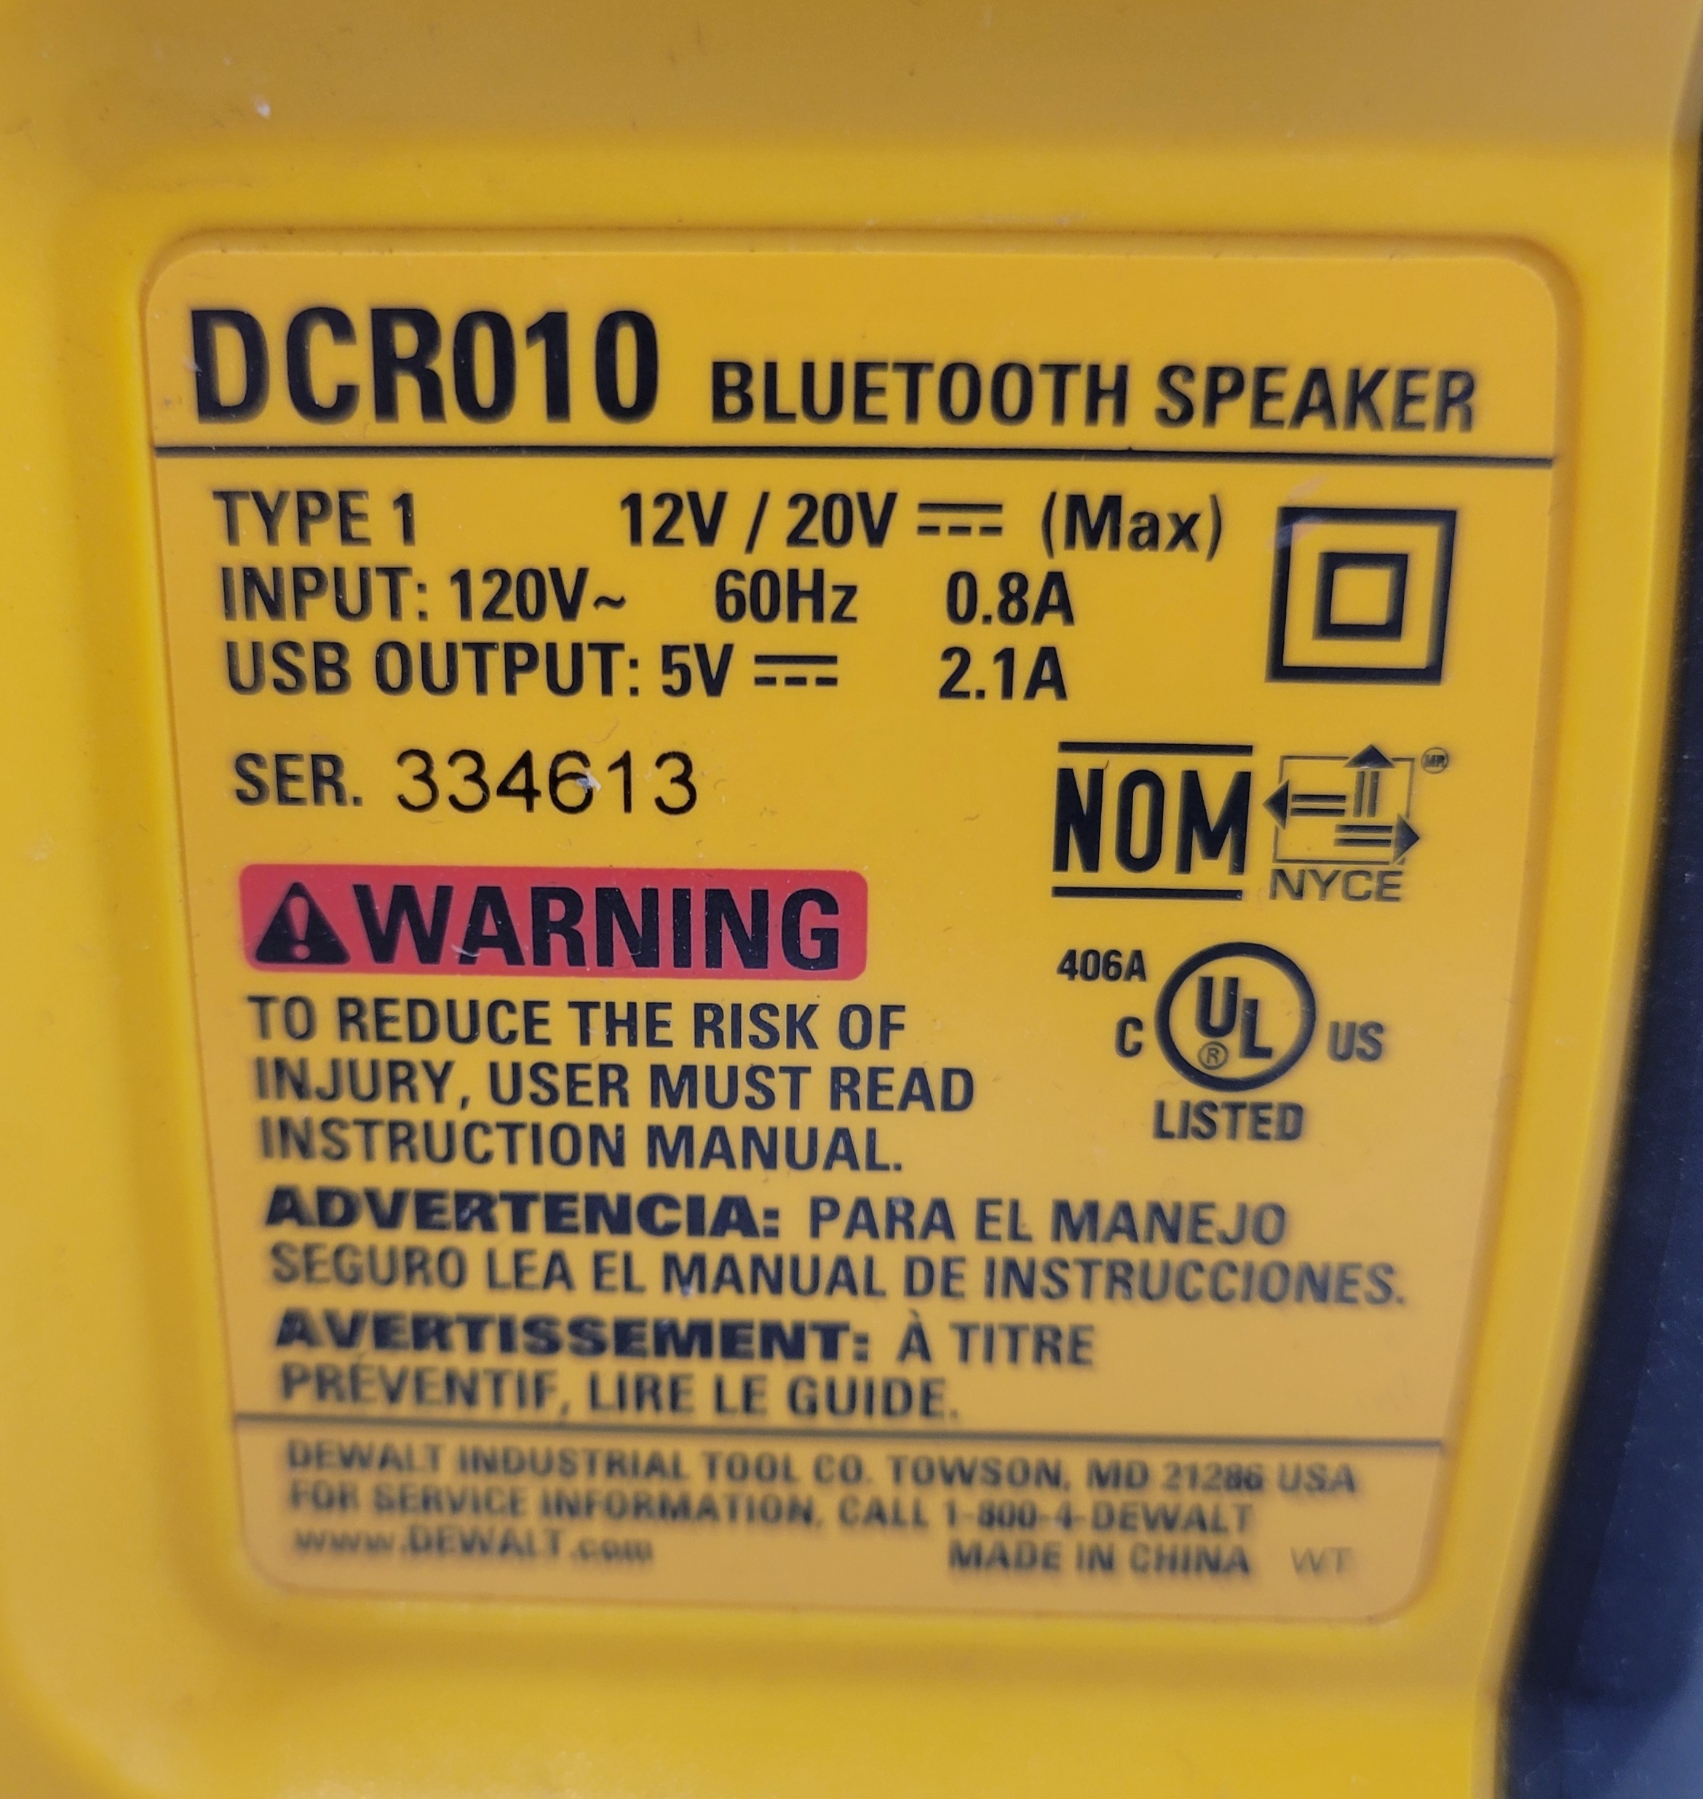 DCR010 BLUETOOTH SPEAKER
TYPE 1 12V / 20V ⎓ (Max)
INPUT: 120V~ 60Hz 0.8A
USB OUTPUT: 5V ⎓ 2.1A
SER. 334613
NOM
MR
NYCE
WARNING
TO REDUCE THE RISK OF
INJURY, USER MUST READ
INSTRUCTION MANUAL.
406A
C UL® US
LISTED
ADVERTENCIA: PARA EL MANEJO
SEGURO LEA EL MANUAL DE INSTRUCCIONES.
AVERTISSEMENT: À TITRE
PRÉVENTIF, LIRE LE GUIDE.
DEWALT INDUSTRIAL TOOL CO. TOWSON, MD 21286 USA
FOR SERVICE INFORMATION, CALL 1-800-4-DEWALT
www.DEWALT.com MADE IN CHINA WT